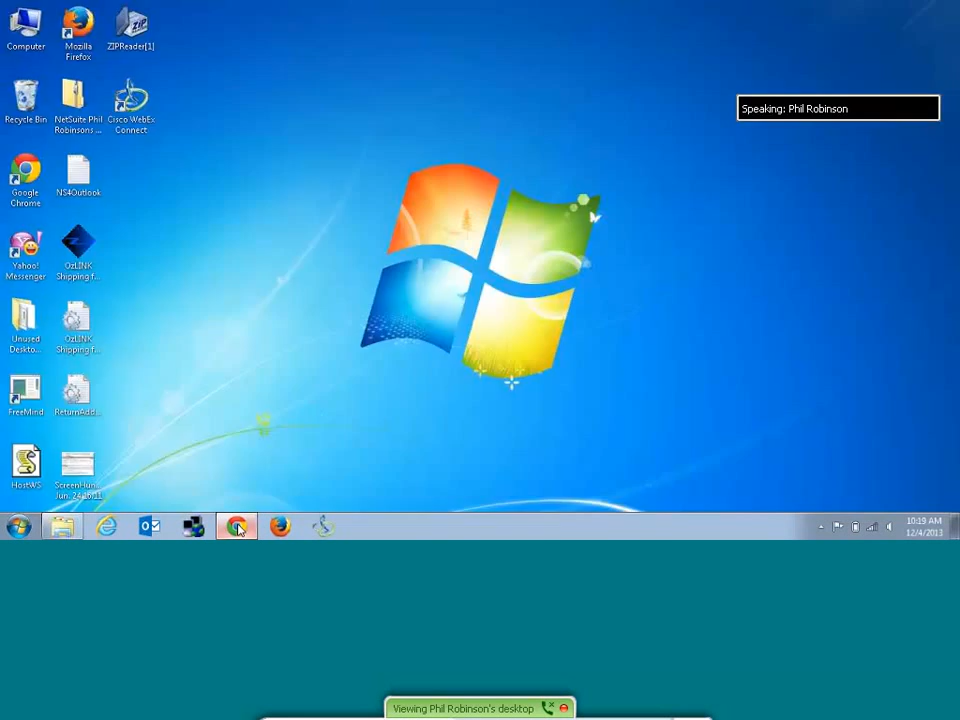 Computer
Mozilla
Firefox
ZIPReader[1]
Speaking: Phil Robinson
Recycle Bin
NetSuite Phil
Robinsons ...
Cisco WebEx
Connect
Google
Chrome
NS4Outlook
Yahoo!
Messenger
OzLINK
Shipping f...
Unused
Deskto...
OzLINK
Shipping f...
FreeMind
ReturnAdd...
HostWS
ScreenHun...
Jun. 24 16:11
10:19 AM
12/4/2013
Viewing Phil Robinson's desktop